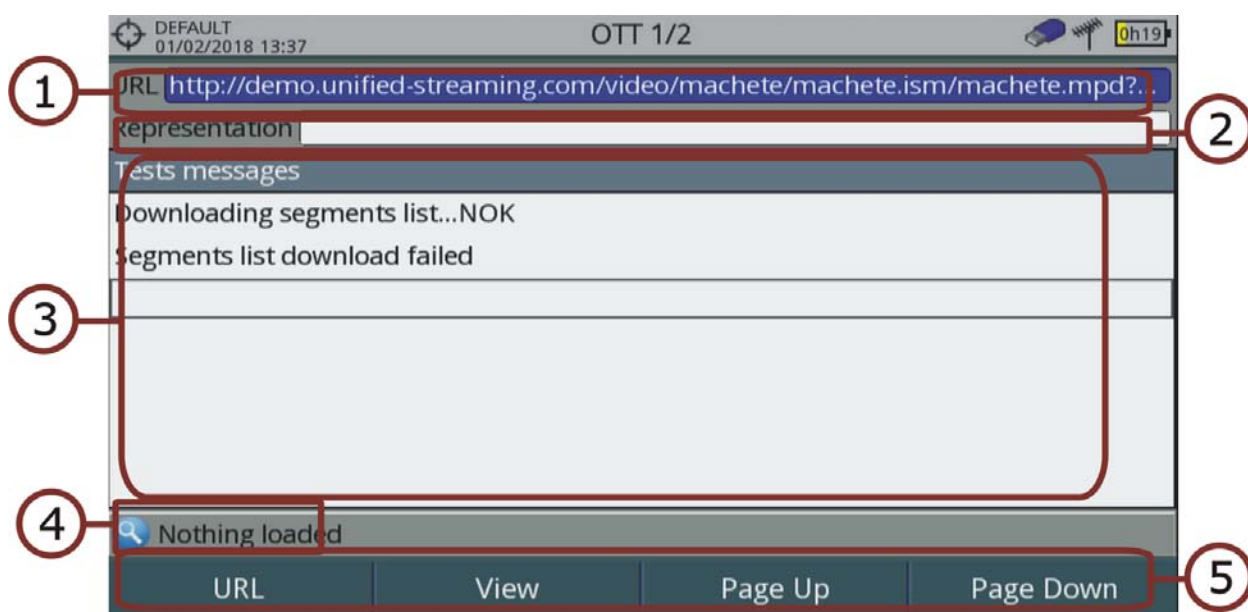 DEFAULT
01/02/2018 13:37
OTT 1/2
0h19
1
URL http://demo.unified-streaming.com/video/machete/machete.ism/machete.mpd?...
Representation
2
Tests messages
Downloading segments list...NOK
Segments list download failed
3
4
Nothing loaded
URL View Page Up Page Down
5